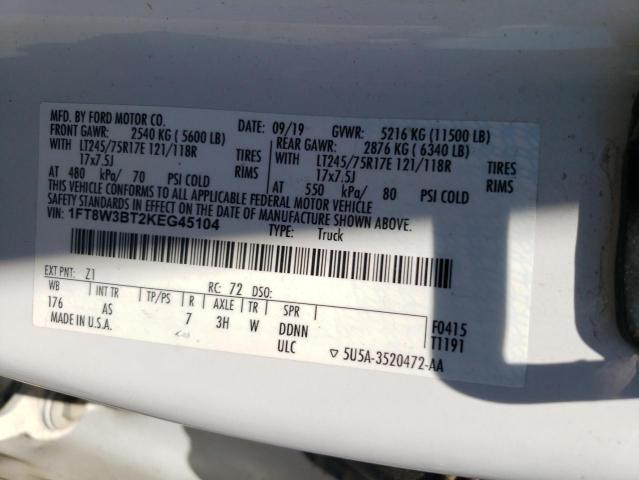 MFD. BY FORD MOTOR CO.
09/19 GVWR: 5216 KG (11500 LB)
FRONT GAWR: 2540 KG ( 5600 LB)
REAR GAWR: 2876 KG ( 6340 LB)
WITH LT245/75R17E 121/118R TIRES
WITH LT245/75R17E 121/118R TIRES
17x7.5J RIMS
17x7.5J RIMS
AT 480 kPa/ 70 PSI COLD
AT 550 kPa/ 80 PSI COLD
THIS VEHICLE CONFORMS TO ALL APPLICABLE FEDERAL MOTOR VEHICLE
SAFETY STANDARDS IN EFFECT ON THE DATE OF MANUFACTURE SHOWN ABOVE
1FT8W3BT2KEG45104
TYPE: Truck
EXT PNT: Z1 RC: 72 DSO:
WB INT TR TP/PS R AXLE TR SPR
176 AS 7 3H W DDNN F0415
ULC T1191
MADE IN U.S.A. ▽ 5U5A-3520472-AA